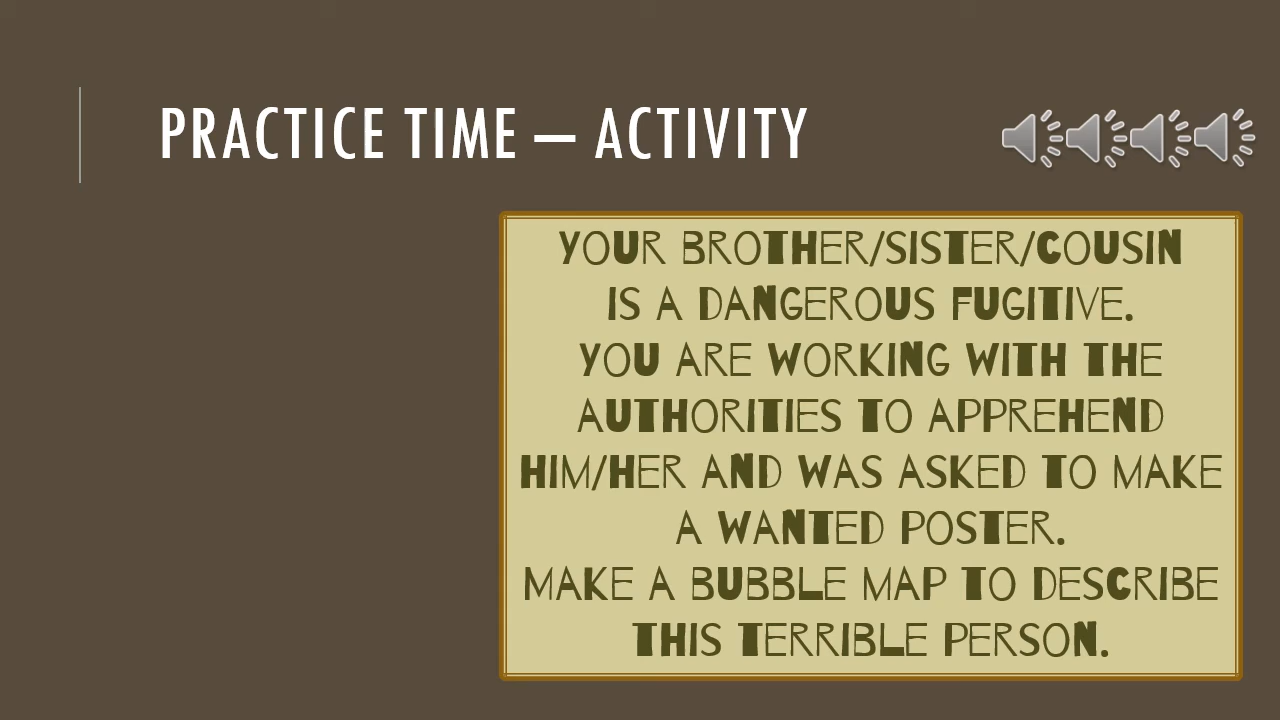 PRACTICE TIME – ACTIVITY
YOUR BROTHER/SISTER/COUSIN
IS A DANGEROUS FUGITIVE.
YOU ARE WORKING WITH THE
AUTHORITIES TO APPREHEND
HIM/HER AND WAS ASKED TO MAKE
A WANTED POSTER.
MAKE A BUBBLE MAP TO DESCRIBE
THIS TERRIBLE PERSON.